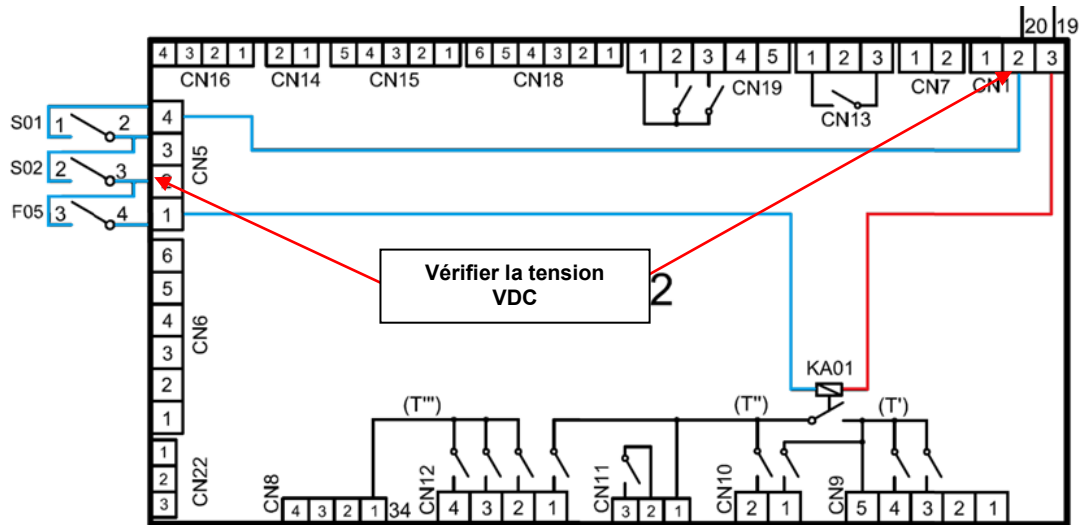 20 19
4 3 2 1 2 1 5 4 3 2 1 6 5 4 3 2 1 1 2 3 4 5 1 2 3 1 2 1 2 3
CN16 CN14 CN15 CN18 CN19 CN13 CN7 CN1
S01 1 2
S02 2 3
F05 3 4
4
3
2
1
CN5
Vérifier la tension
VDC
2
6
5
4
3
2
1
CN6
KA01
(T''') (T'') (T')
1
2
3
CN22
CN8 4 3 2 1 34
CN12 4 3 2 1
CN11 3 2 1
CN10 2 1
CN9 5 4 3 2 1